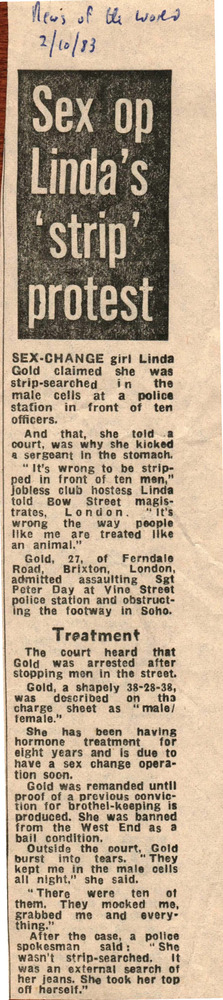 News of the World
2/10/83
Sex op
Linda's
'strip'
protest
SEX-CHANGE girl Linda
Gold claimed she was
strip-searched in the
male cells at a police
station in front of ten
officers.
And that, she told a
court, was why she kicked
a sergeant in the stomach.
"It's wrong to be strip-
ped in front of ten men,"
jobless club hostess Linda
told Bow Street magis-
trates, London. "It's
wrong the way people
like me are treated like
an animal."
Gold, 27, of Ferndale
Road, Brixton, London,
admitted assaulting Sgt
Peter Day at Vine Street
police station and obstruct-
ing the footway in Soho.
Treatment
The court heard that
Gold was arrested after
stopping men in the street.
Gold, a shapely 38-28-38,
was described on the
charge sheet as "male/
female."
She has been having
hormone treatment for
eight years and is due to
have a sex change opera-
tion soon.
Gold was remanded until
proof of a previous convic-
tion for brothel-keeping is
produced. She was banned
from the West End as a
bail condition.
Outside the court, Gold
burst into tears. "They
kept me in the male cells
all night," she said.
"There were ten of
them. They mocked me,
grabbed me and every-
thing."
After the case, a police
spokesman said: "She
wasn't strip-searched. It
was an external search of
her jeans. She took her top
off herself."